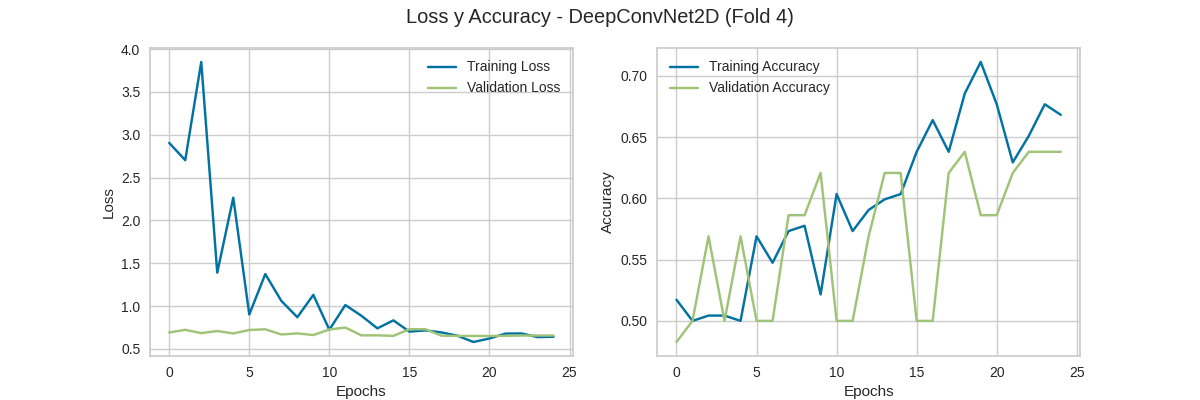 Loss y Accuracy - DeepConvNet2D (Fold 4)
4.0
3.5
3.0
2.5
2.0
1.5
1.0
0.5
Loss
Training Loss
Validation Loss
0 5 10 15 20 25
Epochs
0.70
0.65
0.60
0.55
0.50
Accuracy
Training Accuracy
Validation Accuracy
0 5 10 15 20 25
Epochs